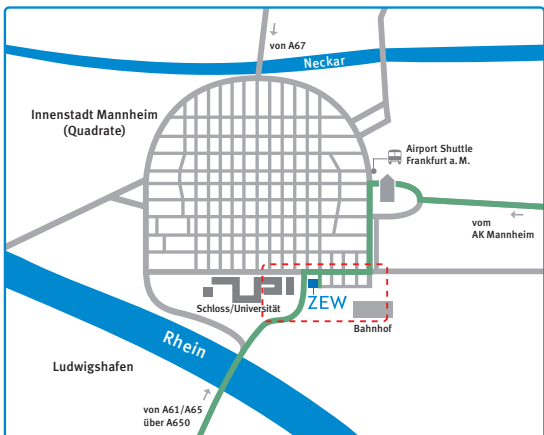 von A67
Neckar
Innenstadt Mannheim
(Quadrate)
Airport Shuttle
Frankfurt a. M.
vom
AK Mannheim
Schloss/Universität
ZEW
Bahnhof
Rhein
Ludwigshafen
von A61/A65
über A650